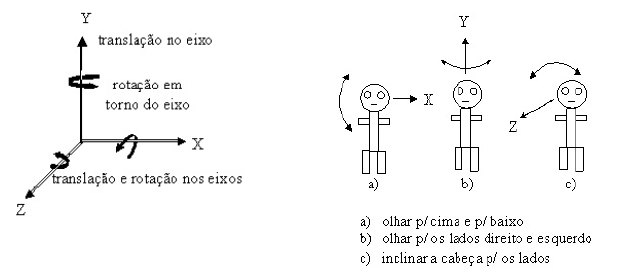 Y
translação no eixo
rotação em
torno do eixo
X
translação e rotação nos eixos
Z
X
a)
Y
b)
Z
c)
a) olhar p/ cima e p/ baixo
b) olhar p/ os lados direito e esquerdo
c) inclinar a cabeça p/ os lados